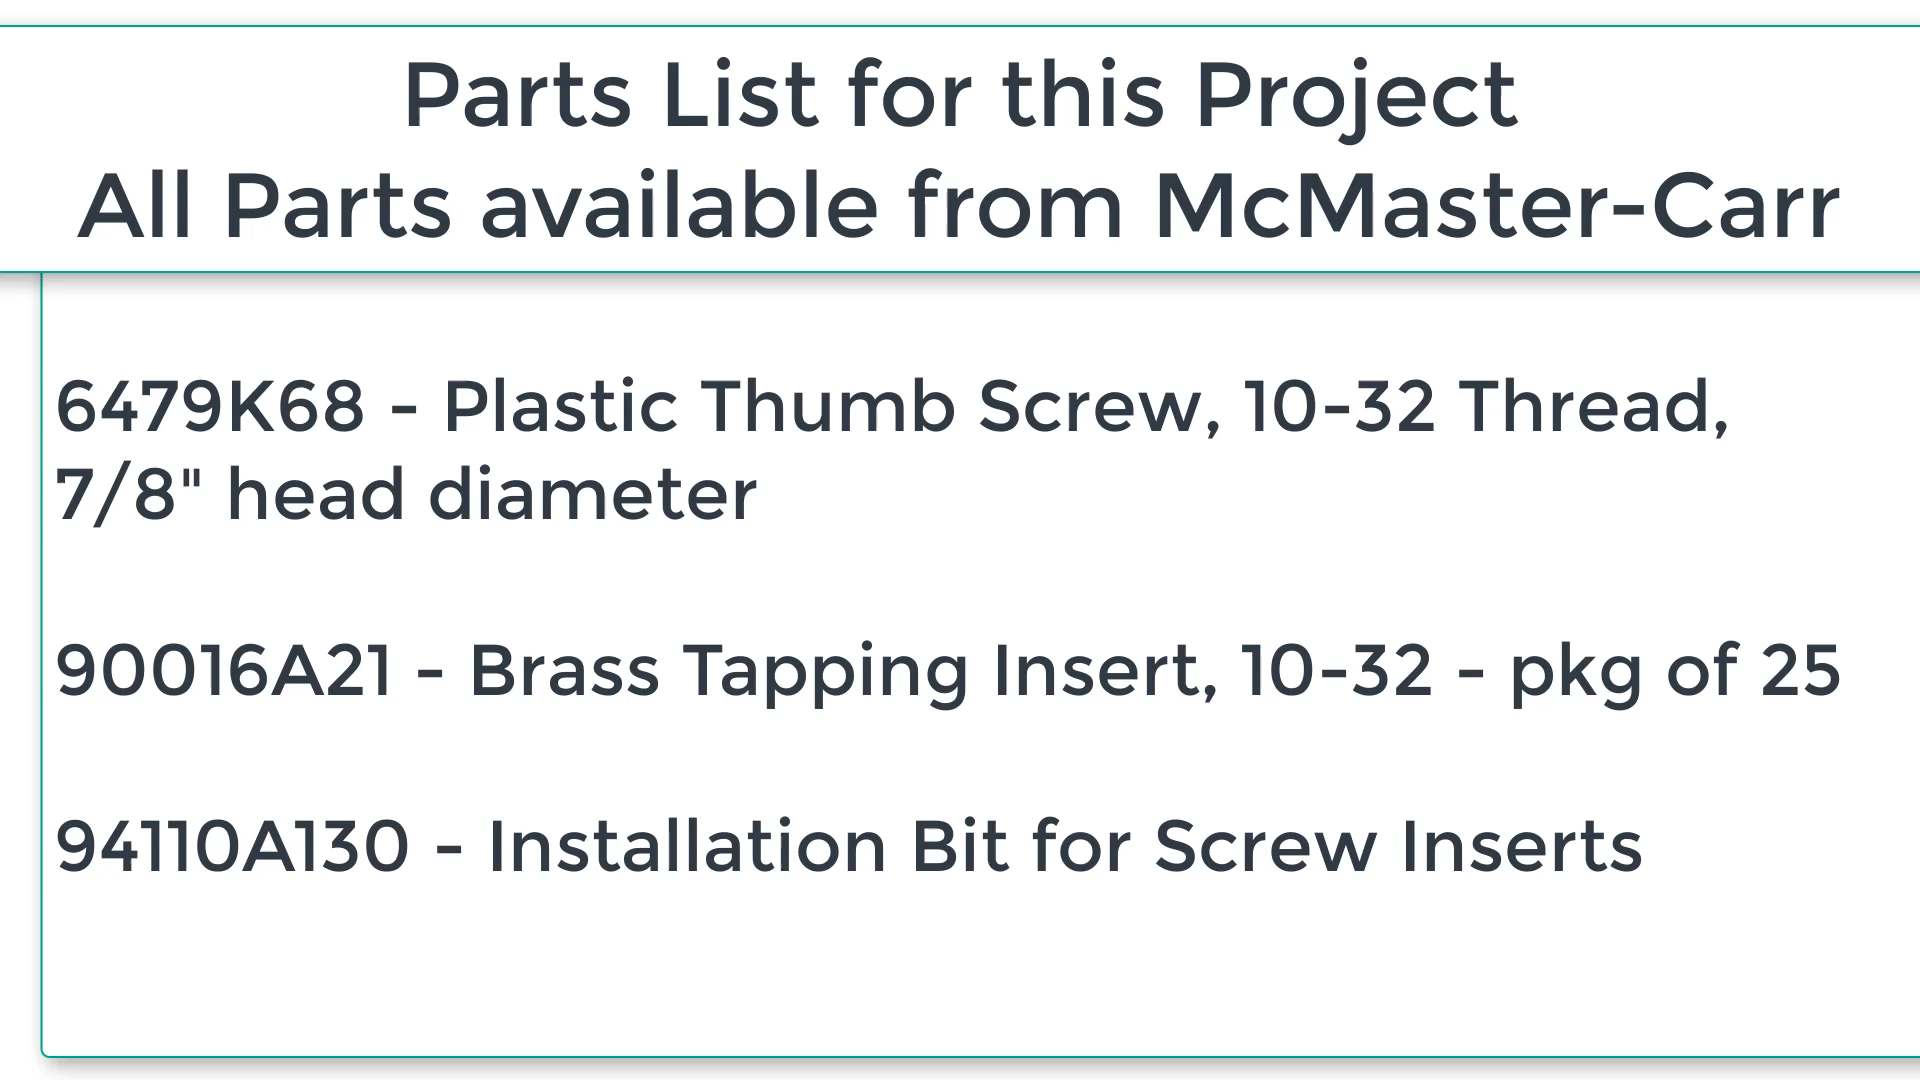 Parts List for this Project
All Parts available from McMaster-Carr
6479K68 - Plastic Thumb Screw, 10-32 Thread,
7/8" head diameter
90016A21 - Brass Tapping Insert, 10-32 - pkg of 25
94110A130 - Installation Bit for Screw Inserts